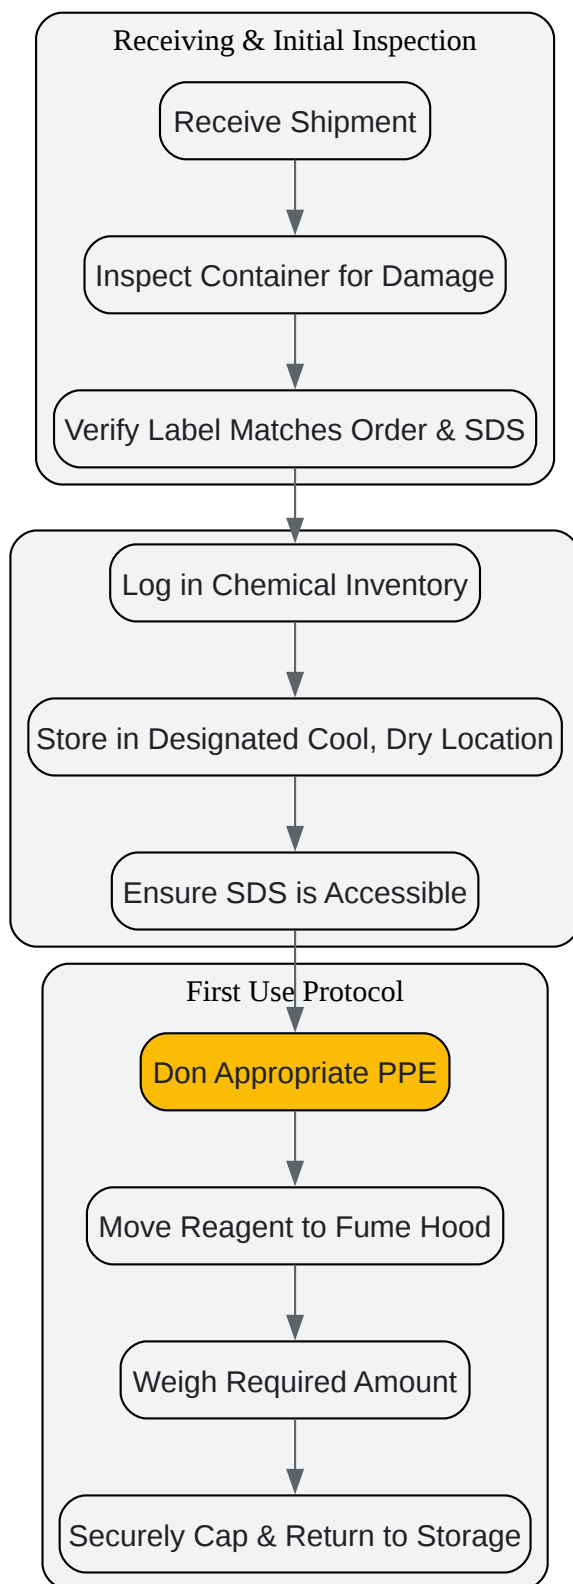 Receiving & Initial Inspection
Receive Shipment
Inspect Container for Damage
Verify Label Matches Order & SDS
Log in Chemical Inventory
Store in Designated Cool, Dry Location
Ensure SDS is Accessible
First Use Protocol
Don Appropriate PPE
Move Reagent to Fume Hood
Weigh Required Amount
Securely Cap & Return to Storage